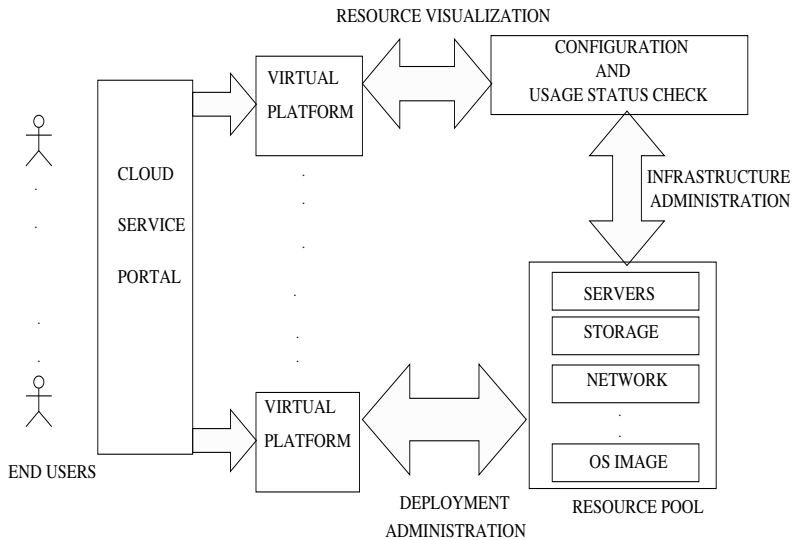 RESOURCE VISUALIZATION
VIRTUAL
PLATFORM
CONFIGURATION
AND
USAGE STATUS CHECK
CLOUD
SERVICE
PORTAL
INFRASTRUCTURE
ADMINISTRATION
SERVERS
STORAGE
NETWORK
OS IMAGE
VIRTUAL
PLATFORM
END USERS
DEPLOYMENT
ADMINISTRATION
RESOURCE POOL